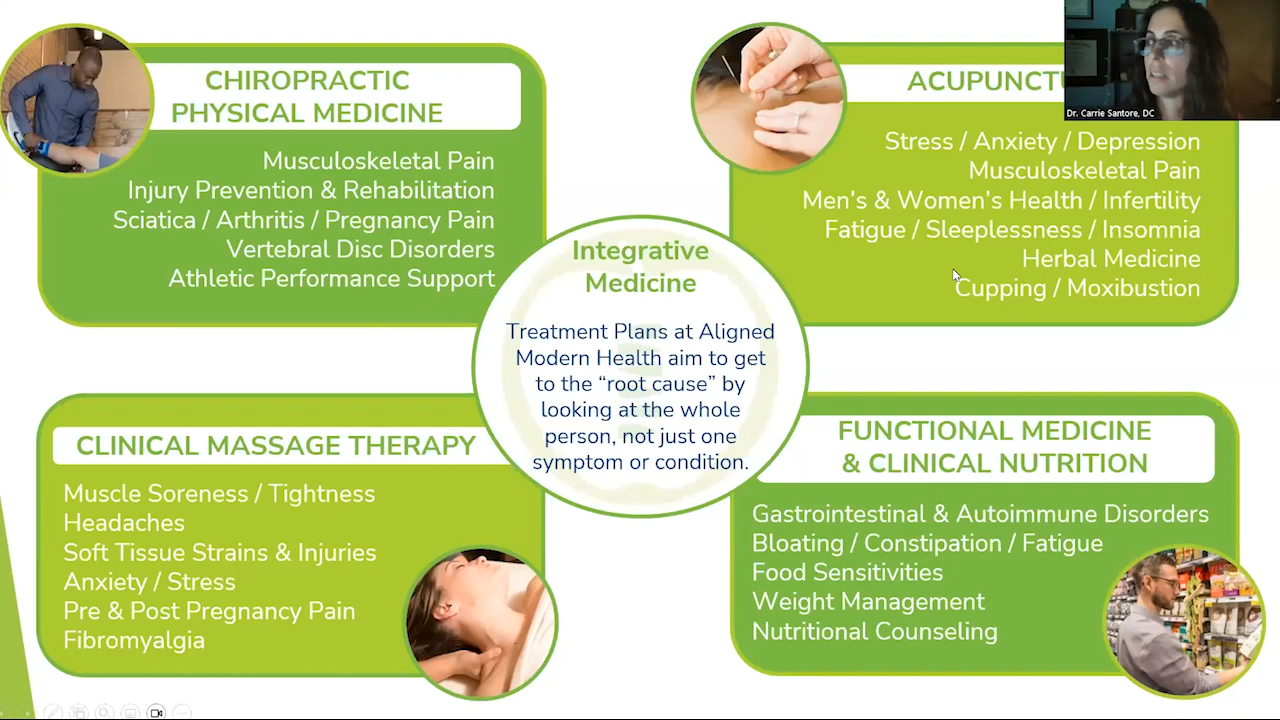 CHIROPRACTIC
PHYSICAL MEDICINE
Musculoskeletal Pain
Injury Prevention & Rehabilitation
Sciatica / Arthritis / Pregnancy Pain
Vertebral Disc Disorders
Athletic Performance Support
Dr. Carrie Santore, DC
Stress / Anxiety / Depression
Musculoskeletal Pain
Men's & Women's Health / Infertility
Fatigue / Sleeplessness / Insomnia
Herbal Medicine
Cupping / Moxibustion
Integrative
Medicine
Treatment Plans at Aligned
Modern Health aim to get
to the “root cause” by
looking at the whole
person, not just one
symptom or condition.
CLINICAL MASSAGE THERAPY
Muscle Soreness / Tightness
Headaches
Soft Tissue Strains & Injuries
Anxiety / Stress
Pre & Post Pregnancy Pain
Fibromyalgia
FUNCTIONAL MEDICINE
& CLINICAL NUTRITION
Gastrointestinal & Autoimmune Disorders
Bloating / Constipation / Fatigue
Food Sensitivities
Weight Management
Nutritional Counseling